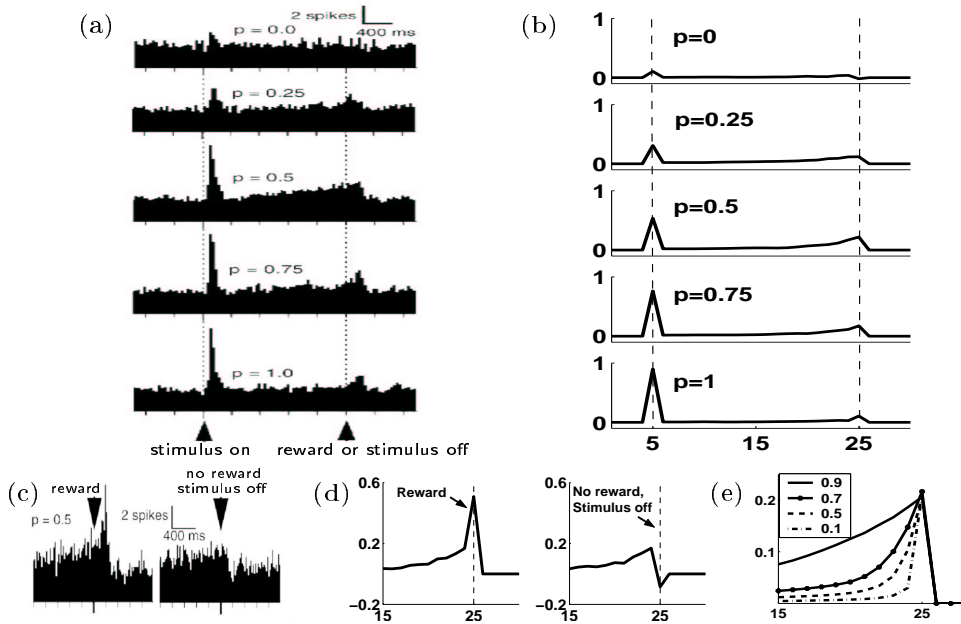 (a)
2 spikes
400 ms
p = 0.0
p = 0.25
p = 0.5
p = 0.75
p = 1.0
stimulus on
reward or stimulus off
(b)
1
0
p=0
1
0
p=0.25
1
0
p=0.5
1
0
p=0.75
1
0
p=1
5 15 25
(c)
reward
no reward
stimulus off
p = 0.5
2 spikes
400 ms
(d)
0.6
0.2
−0.2
15 25
Reward
0.6
0.2
−0.2
15 25
No reward,
Stimulus off
(e)
0.9
0.7
0.5
0.1
0.2
0.1
15 25